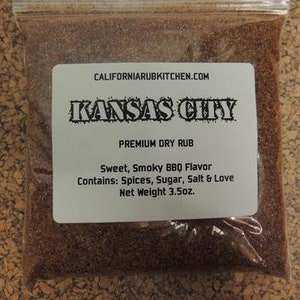 CALIFORNIARUBKITCHEN.COM
KANSAS CITY
PREMIUM DRY RUB
Sweet, Smoky BBQ Flavor
Contains: Spices, Sugar, Salt & Love
Net Weight 3.5oz.